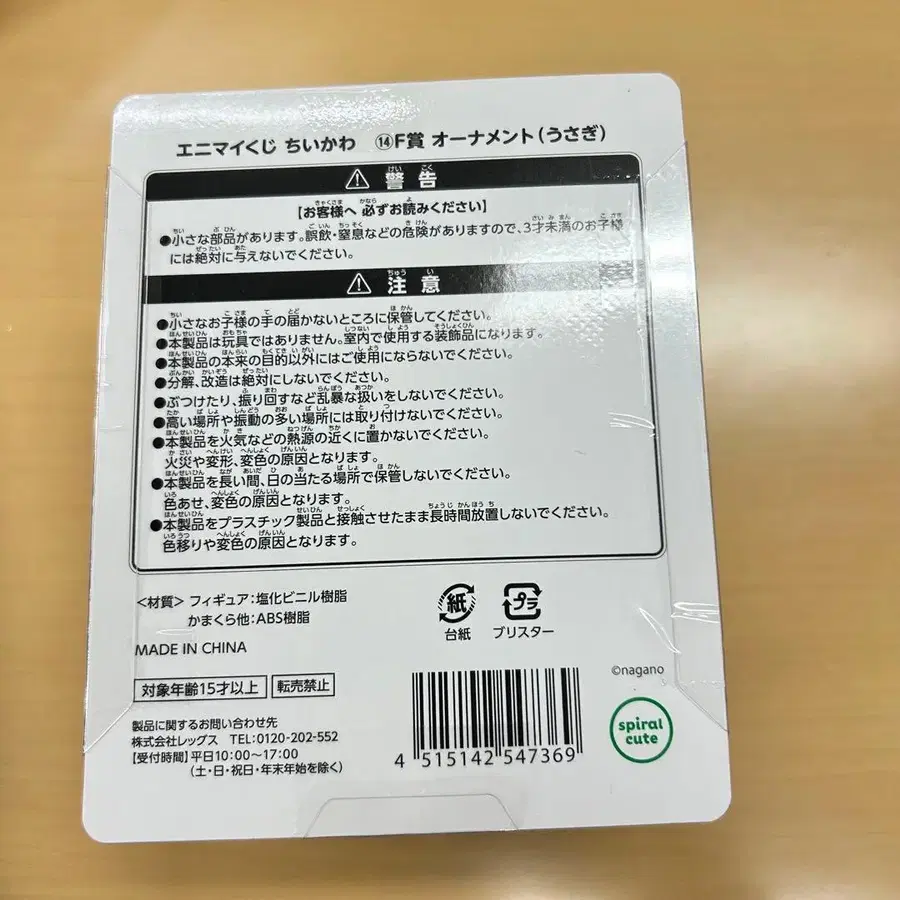 エニマイくじ ちいかわ ⑭F賞 オーナメント(うさぎ)
⚠ 警告
【お客様へ 必ずお読みください】
●小さな部品があります。誤飲・窒息などの危険がありますので、3才未満のお子様
には絶対に与えないでください。
⚠ 注意
●小さなお子様の手の届かないところに保管してください。
●本製品は玩具ではありません。室内で使用する装飾品になります。
●本製品の本来の目的以外にはご使用にならないでください。
●分解、改造は絶対にしないでください。
●ぶつけたり、振り回すなど乱暴な扱いをしないでください。
●高い場所や振動の多い場所には取り付けないでください。
●本製品を火気などの熱源の近くに置かないでください。
火災や変形、変色の原因となります。
●本製品を長い間、日の当たる場所で保管しないでください。
色あせ、変色の原因となります。
●本製品をプラスチック製品と接触させたまま長時間放置しないでください。
色移りや変色の原因となります。
<材質> フィギュア:塩化ビニル樹脂
かまくら他:ABS樹脂
MADE IN CHINA
紙
台紙
プラ
ブリスター
対象年齢15才以上 転売禁止
©nagano
製品に関するお問い合わせ先
株式会社レッグス TEL:0120-202-552
【受付時間】平日10:00~17:00
(土・日・祝日・年末年始を除く)
4 515142 547369
spiral
cute